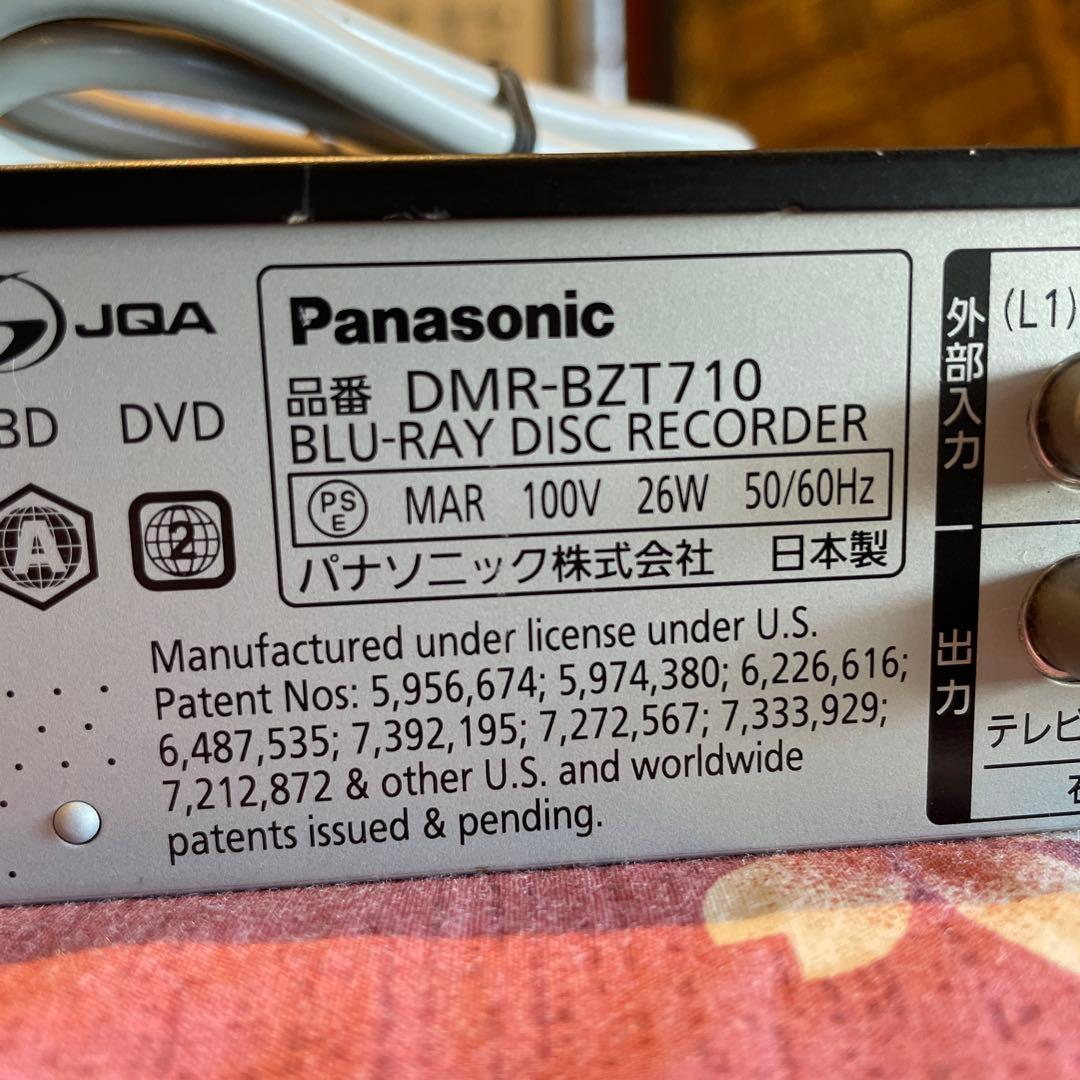 JQA
BD DVD
A 2
Panasonic
品番 DMR-BZT710
BLU-RAY DISC RECORDER
PSE MAR 100V 26W 50/60Hz
パナソニック株式会社 日本製
Manufactured under license under U.S.
Patent Nos: 5,956,674; 5,974,380; 6,226,616;
6,487,535; 7,392,195; 7,272,567; 7,333,929;
7,212,872 & other U.S. and worldwide
patents issued & pending.
外部入力
(L1)
出力
テレビ